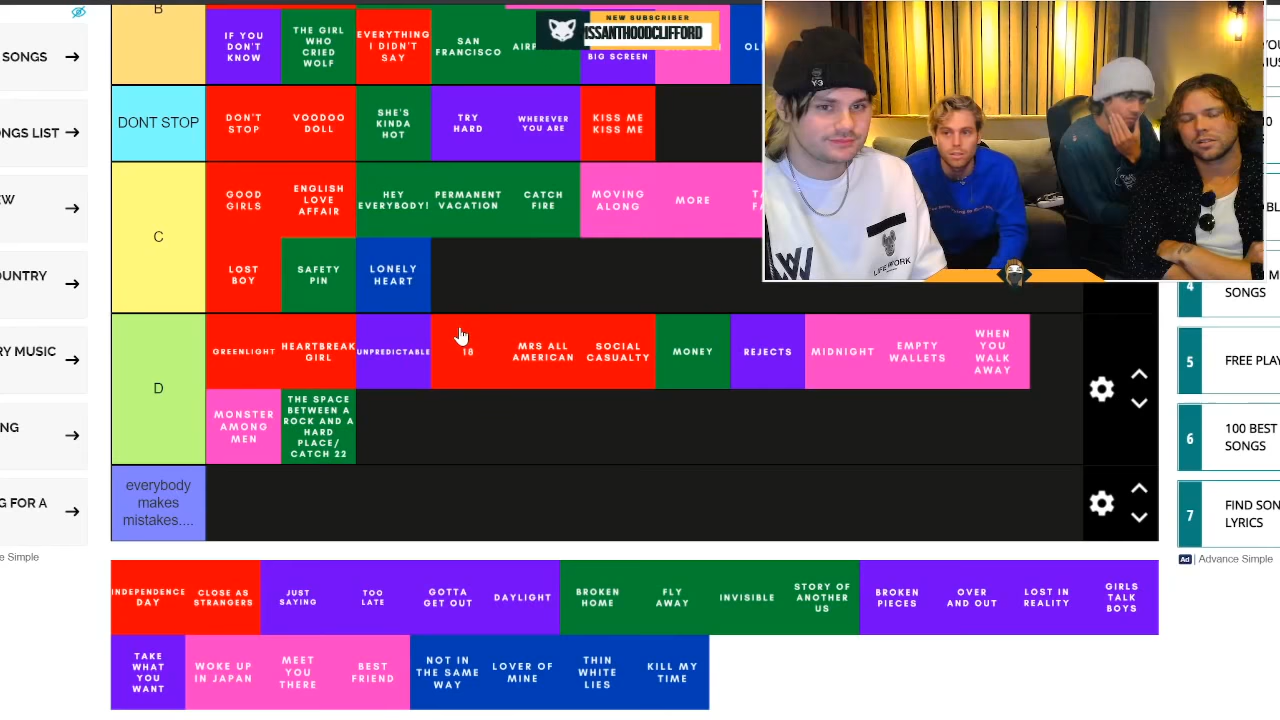 B
IF YOU
DON'T
KNOW
THE GIRL
WHO
CRIED
WOLF
EVERYTHING
I DIDN'T
SAY
SAN
FRANCISCO
BIG SCREEN
NEW SUBSCRIBER
ISSANTHOODCLIFFORD
SONGS
DONT STOP
DON'T
STOP
VOODOO
DOLL
SHE'S
KINDA
HOT
TRY
HARD
WHEREVER
YOU ARE
KISS ME
KISS ME
NGS LIST
C
GOOD
GIRLS
ENGLISH
LOVE
AFFAIR
HEY
EVERYBODY!
PERMANENT
VACATION
CATCH
FIRE
MOVING
ALONG
MORE
LOST
BOY
SAFETY
PIN
LONELY
HEART
Y-3
LIFEWORK
W
OUNTRY
D
GREENLIGHT
HEARTBREAK
GIRL
UNPREDICTABLE
18
MRS ALL
AMERICAN
SOCIAL
CASUALTY
MONEY
REJECTS
MIDNIGHT
EMPTY
WALLETS
WHEN
YOU
WALK
AWAY
MONSTER
AMONG
MEN
THE SPACE
BETWEEN A
ROCK AND A
HARD
PLACE/
CATCH 22
RY MUSIC
NG
everybody
makes
mistakes....
G FOR A
e Simple
4
SONGS
5
FREE PLAY
6
100 BEST
SONGS
7
FIND SON
LYRICS
Ad | Advance Simple
INDEPENDENCE
DAY
CLOSE AS
STRANGERS
JUST
SAYING
TOO
LATE
GOTTA
GET OUT
DAYLIGHT
BROKEN
HOME
FLY
AWAY
INVISIBLE
STORY OF
ANOTHER
US
BROKEN
PIECES
OVER
AND OUT
LOST IN
REALITY
GIRLS
TALK
BOYS
TAKE
WHAT
YOU
WANT
WOKE UP
IN JAPAN
MEET
YOU
THERE
BEST
FRIEND
NOT IN
THE SAME
WAY
LOVER OF
MINE
THIN
WHITE
LIES
KILL MY
TIME